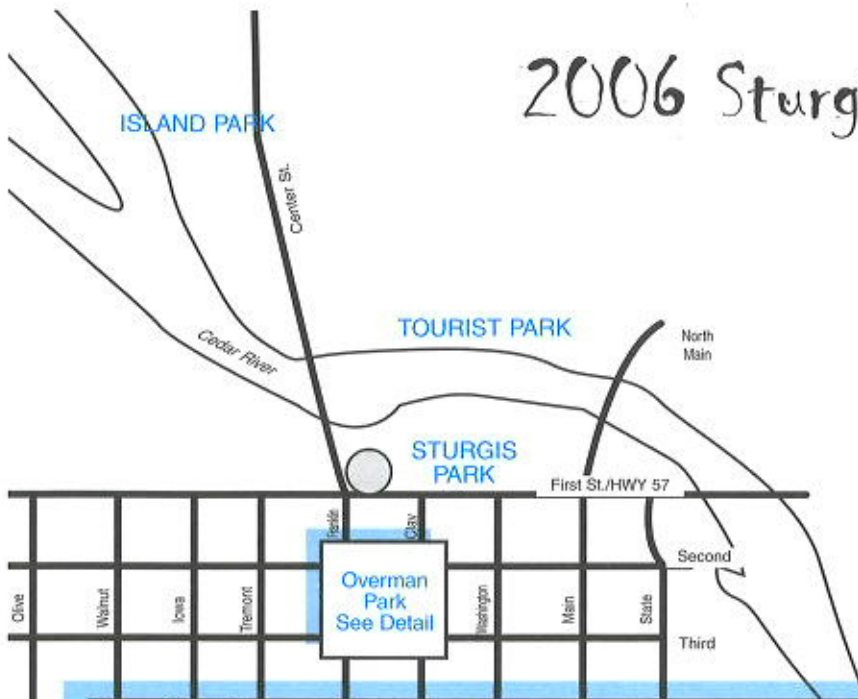 2006 Sturg
ISLAND PARK
Center St.
TOURIST PARK
North
Main
Cedar River
STURGIS
PARK
First St./HWY 57
Franklin
Clay
Second
Overman
Park
See Detail
Olive
Walnut
Iowa
Tremont
Washington
Main
State
Third